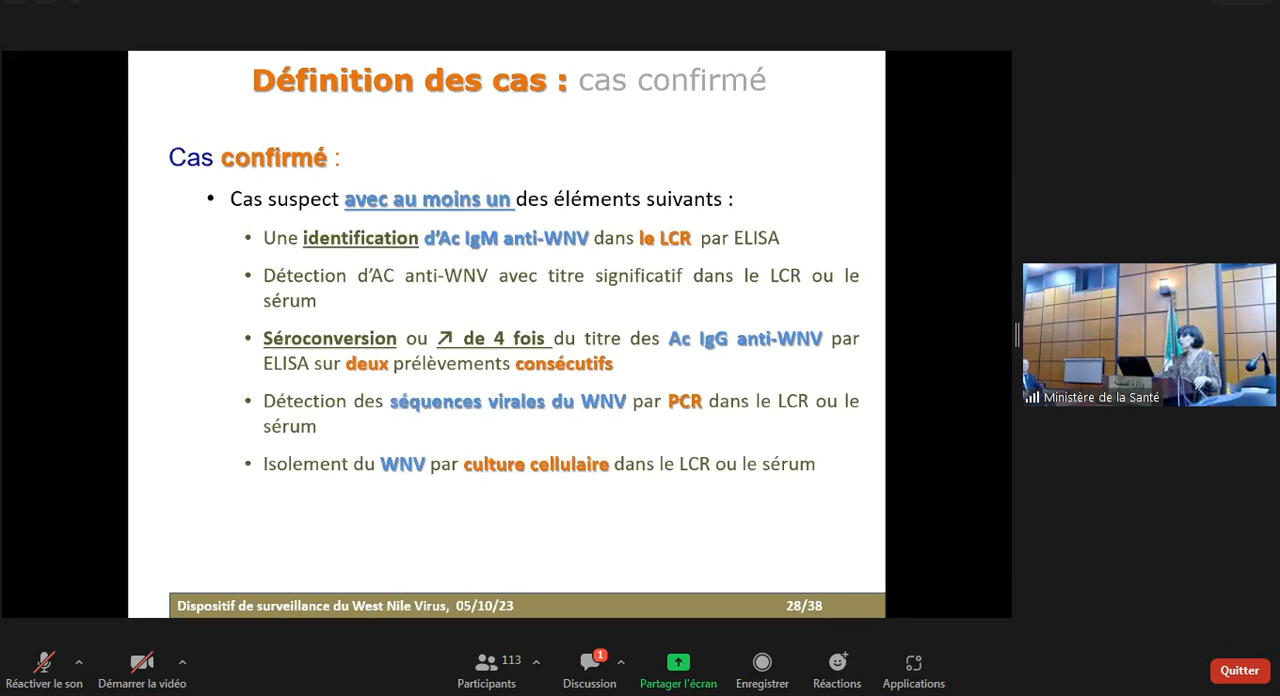 Définition des cas : cas confirmé
Cas confirmé :
• Cas suspect avec au moins un des éléments suivants :
• Une identification d'Ac IgM anti-WNV dans le LCR par ELISA
• Détection d'AC anti-WNV avec titre significatif dans le LCR ou le
sérum
• Séroconversion ou ↗ de 4 fois du titre des Ac IgG anti-WNV par
ELISA sur deux prélèvements consécutifs
• Détection des séquences virales du WNV par PCR dans le LCR ou le
sérum
• Isolement du WNV par culture cellulaire dans le LCR ou le sérum
Dispositif de surveillance du West Nile Virus, 05/10/23
28/38
وزارة الصحة
Ministère de la Santé
Réactiver le son
Démarrer la vidéo
113
Participants
1
Discussion
Partager l'écran
Enregistrer
Réactions
Applications
Quitter